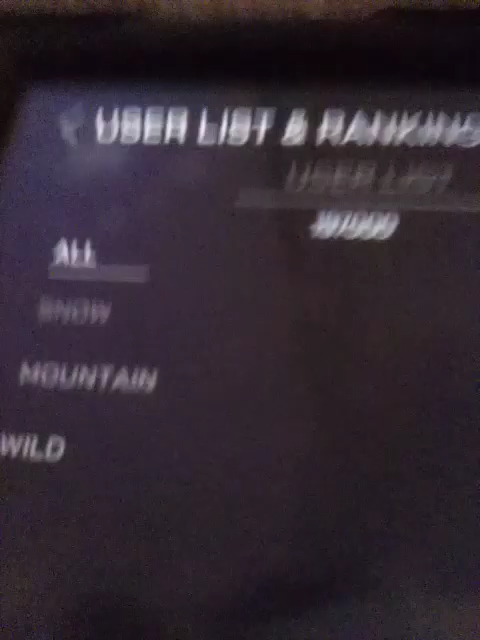 USER LIST & RANKING
USER LIST
ALL
SNOW
MOUNTAIN
WILD